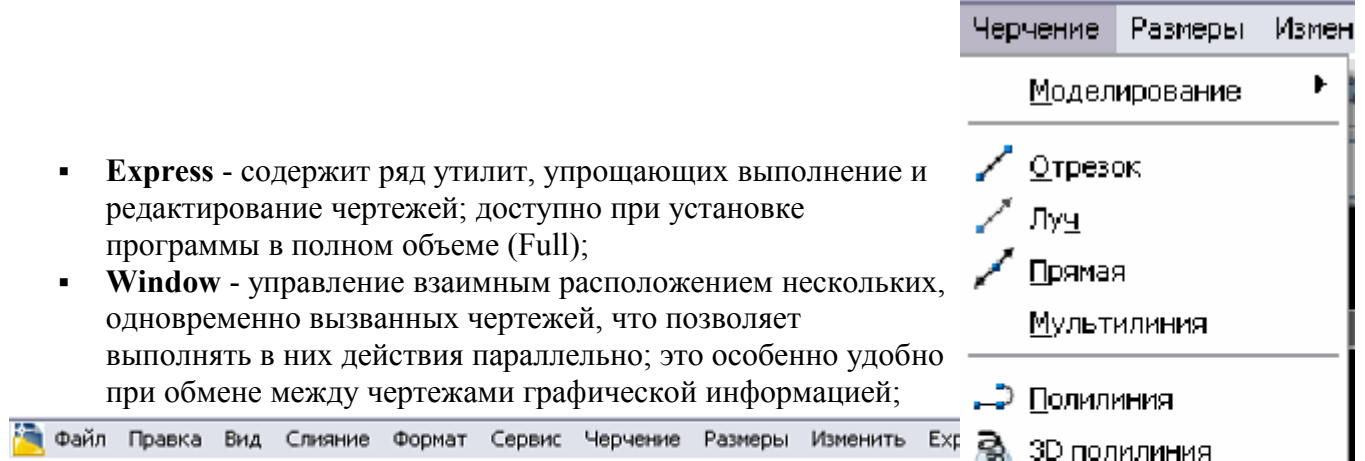 ▪ Express - содержит ряд утилит, упрощающих выполнение и
редактирование чертежей; доступно при установке
программы в полном объеме (Full);
▪ Window - управление взаимным расположением нескольких,
одновременно вызванных чертежей, что позволяет
выполнять в них действия параллельно; это особенно удобно
при обмене между чертежами графической информацией;
Файл Правка Вид Слияние Формат Сервис Черчение Размеры Изменить Exp
Черчение Размеры Измен
Моделирование
Отрезок
Луч
Прямая
Мультилиния
Полилиния
3D полилиния